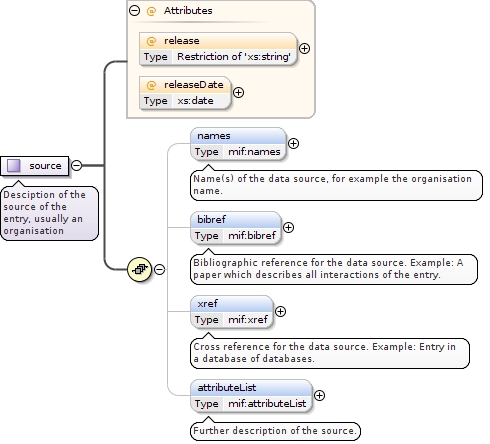 Attributes
release
Type Restriction of 'xs:string'
releaseDate
Type xs:date
source
Desciption of the
source of the
entry, usually an
organisation
names
Type mif:names
Name(s) of the data source, for example the organisation
name.
bibref
Type mif:bibref
Bibliographic reference for the data source. Example: A
paper which describes all interactions of the entry.
xref
Type mif:xref
Cross reference for the data source. Example: Entry in
a database of databases.
attributeList
Type mif:attributeList
Further description of the source.